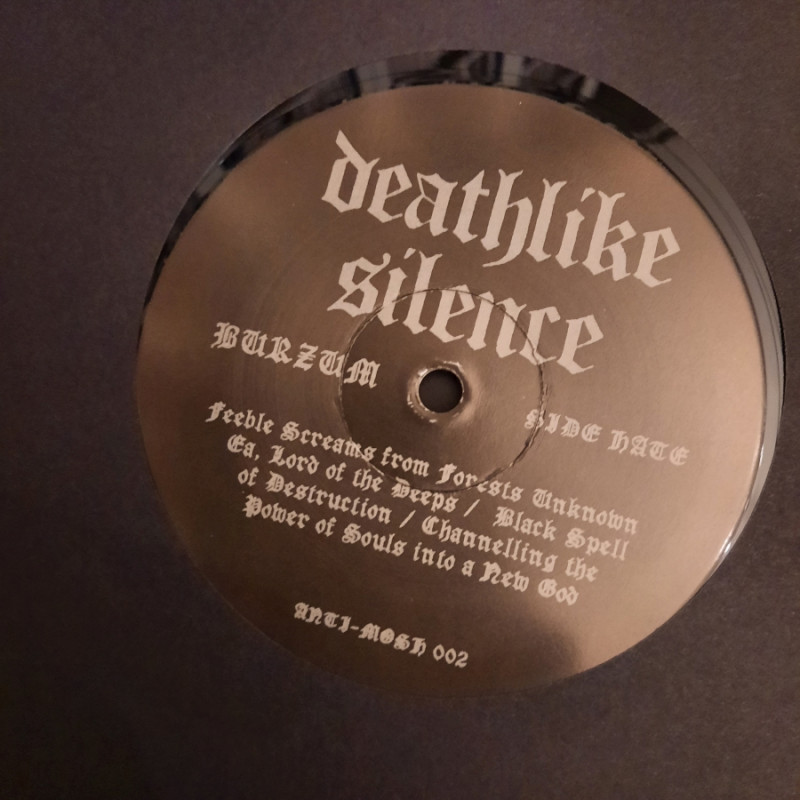 deathlike
silence
BURZUM
SIDE HATE
Feeble Screams from Forests Unknown
Ea, Lord of the Deeps / Black Spell
of Destruction / Channelling the
Power of Souls into a New God
ANTI-MOSH 002